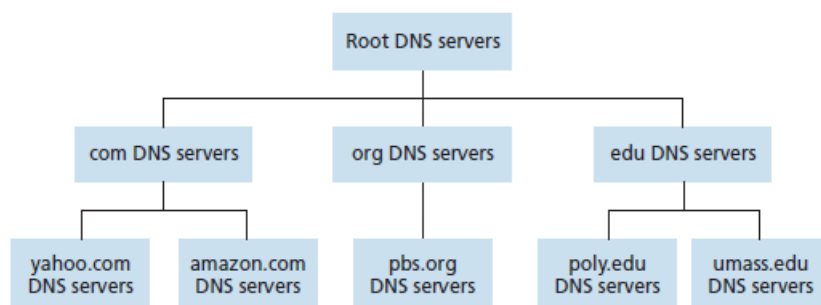 Root DNS servers
com DNS servers
org DNS servers
edu DNS servers
yahoo.com
DNS servers
amazon.com
DNS servers
pbs.org
DNS servers
poly.edu
DNS servers
umass.edu
DNS servers